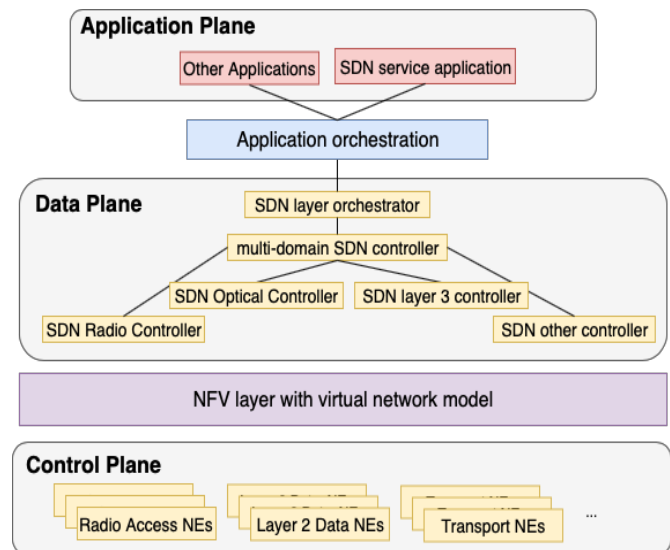 Application Plane
Other Applications
SDN service application
Application orchestration
Data Plane
SDN layer orchestrator
multi-domain SDN controller
SDN Optical Controller
SDN layer 3 controller
SDN Radio Controller
SDN other controller
NFV layer with virtual network model
Control Plane
Radio Access NEs
Layer 2 Data NEs
Transport NEs
...